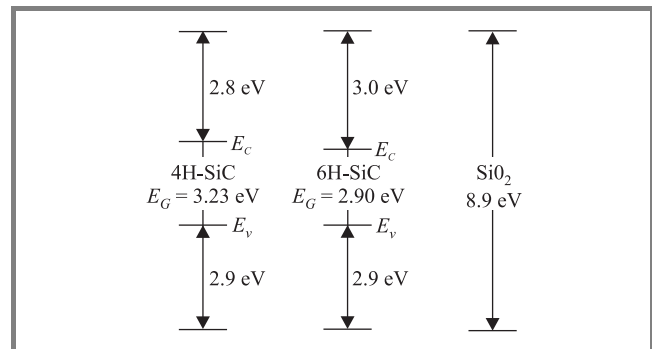 2.8 eV
3.0 eV
E_C
E_C
4H-SiC
6H-SiC
Si0₂
E_G = 3.23 eV
E_G = 2.90 eV
8.9 eV
E_v
E_v
2.9 eV
2.9 eV